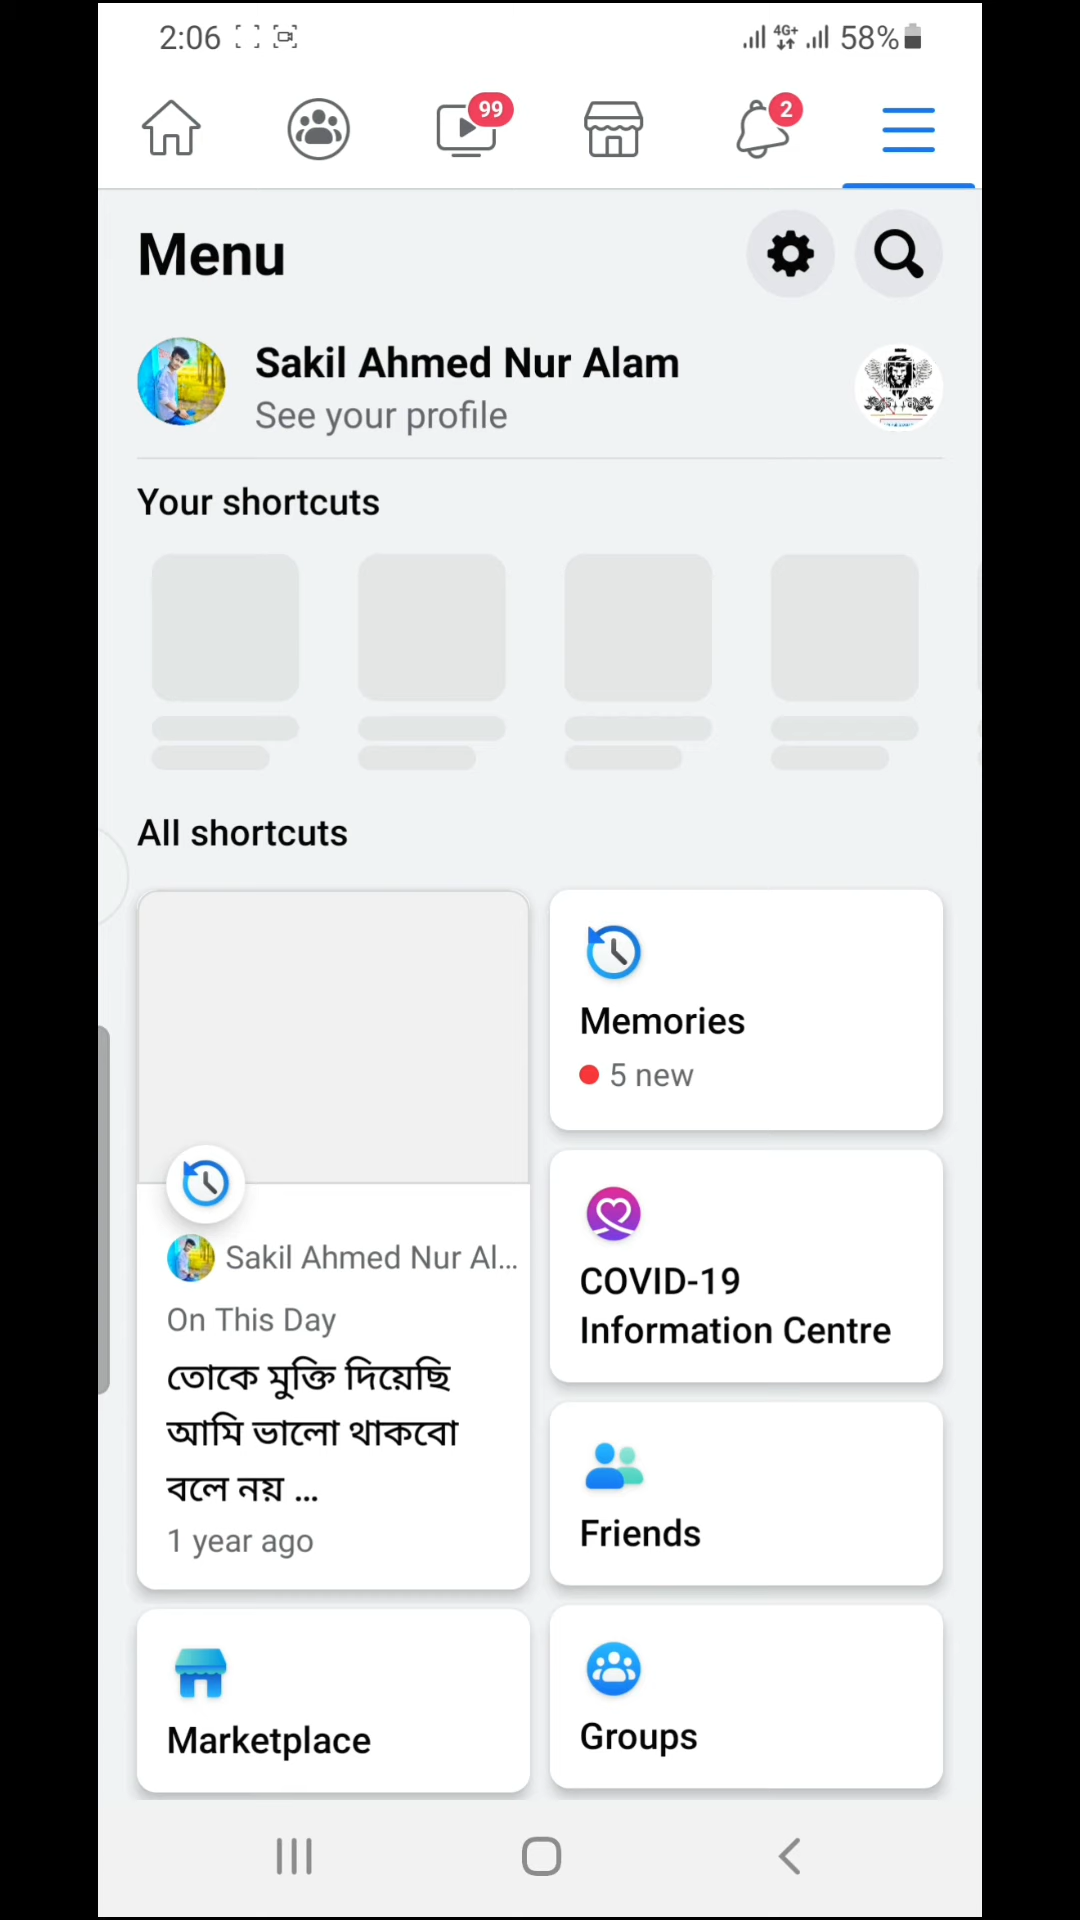 2:06 4G+ 58%
99
2
Menu
Sakil Ahmed Nur Alam
See your profile
Your shortcuts
All shortcuts
Memories
5 new
COVID-19
Information Centre
Sakil Ahmed Nur Al...
On This Day
তোকে মুক্তি দিয়েছি
আমি ভালো থাকবো
বলে নয় ...
1 year ago
Friends
Marketplace
Groups